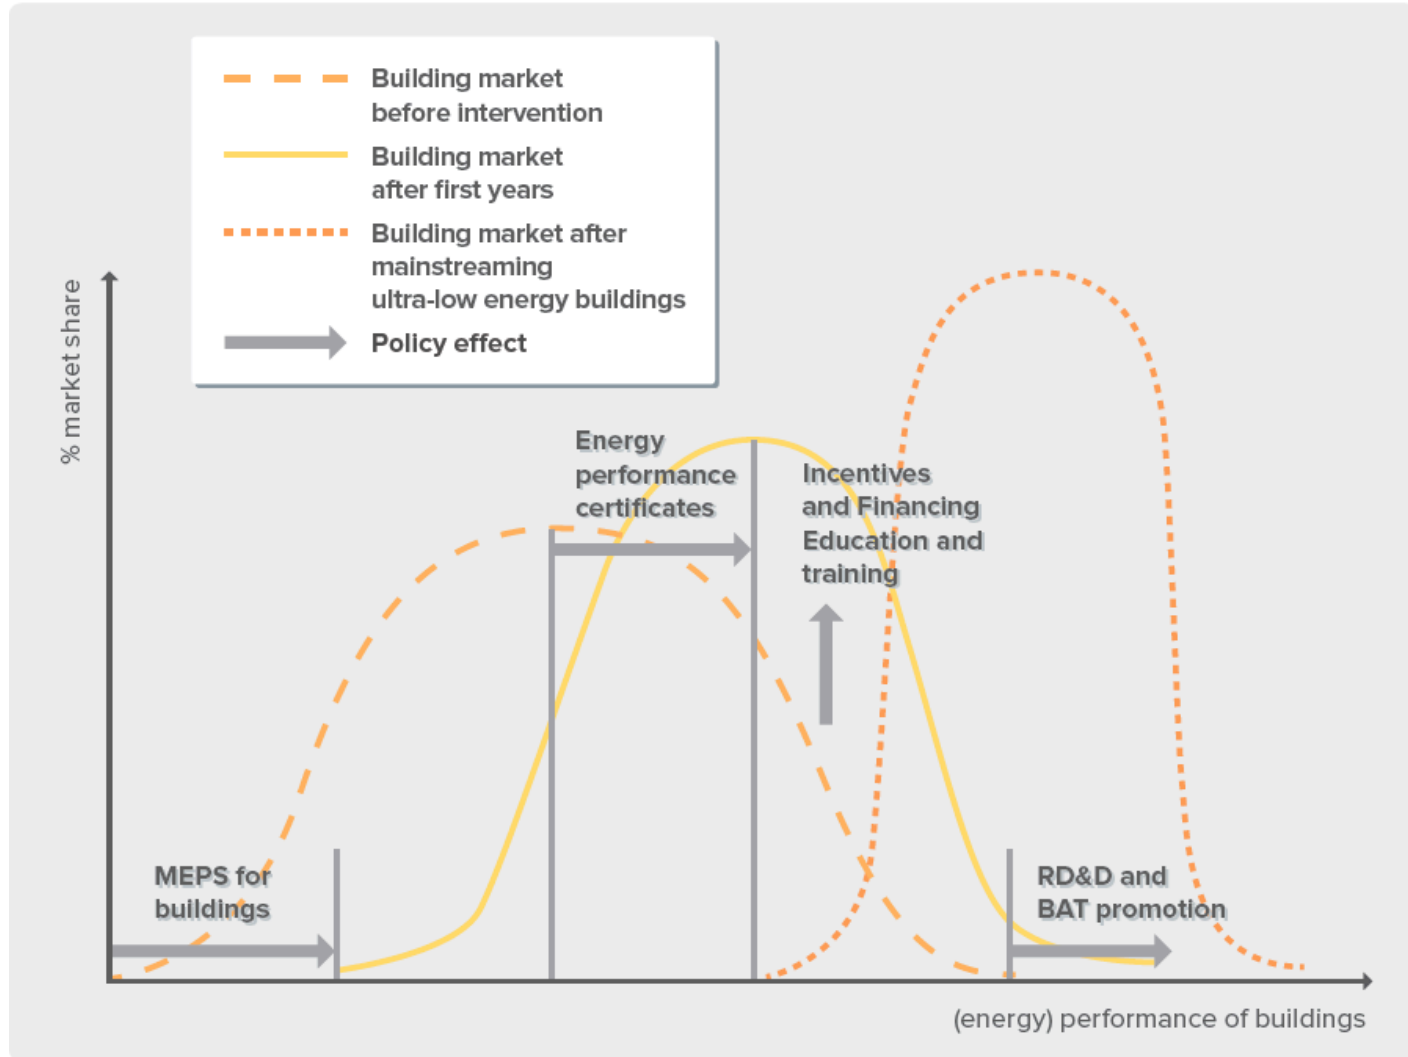 Building market
before intervention
Building market
after first years
Building market after
mainstreaming
ultra-low energy buildings
Policy effect
% market share
Energy
performance
certificates
Incentives
and Financing
Education and
training
MEPS for
buildings
RD&D and
BAT promotion
(energy) performance of buildings